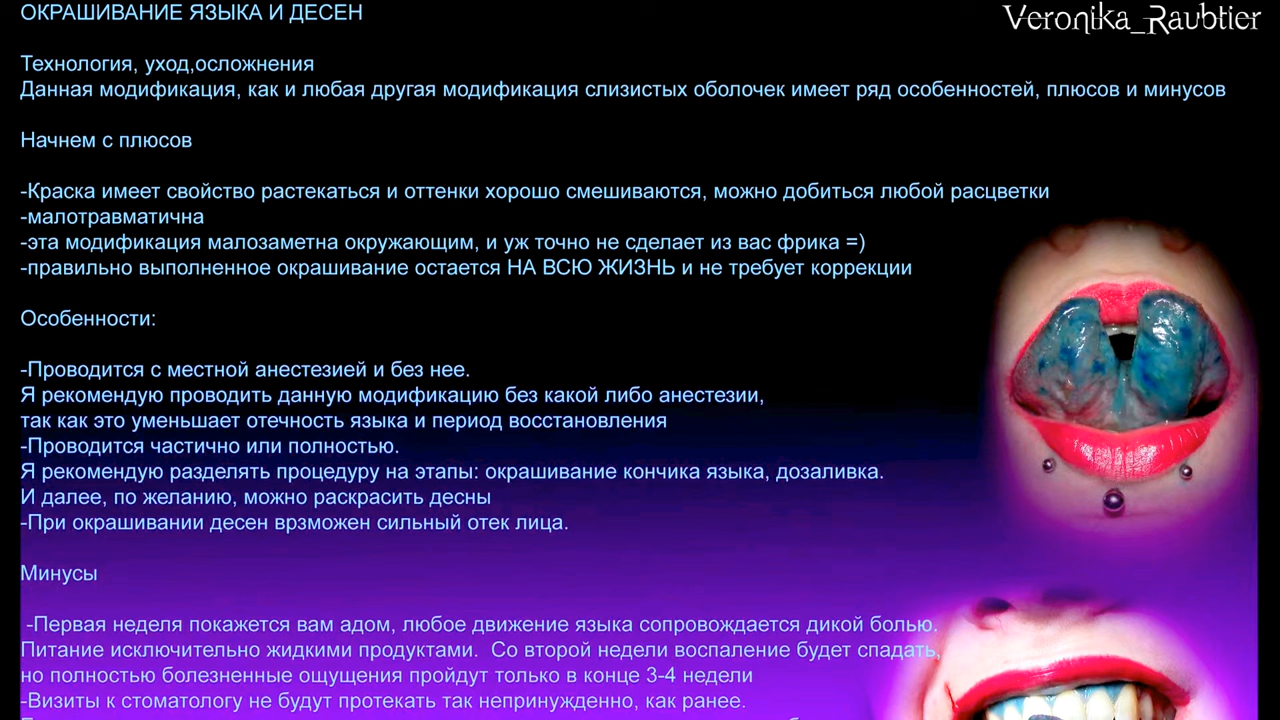 ОКРАШИВАНИЕ ЯЗЫКА И ДЕСЕН
Veronika_Raubtier
Технология, уход,осложнения
Данная модификация, как и любая другая модификация слизистых оболочек имеет ряд особенностей, плюсов и минусов
Начнем с плюсов
-Краска имеет свойство растекаться и оттенки хорошо смешиваются, можно добиться любой расцветки
-малотравматична
-эта модификация малозаметна окружающим, и уж точно не сделает из вас фрика =)
-правильно выполненное окрашивание остается НА ВСЮ ЖИЗНЬ и не требует коррекции
Особенности:
-Проводится с местной анестезией и без нее.
Я рекомендую проводить данную модификацию без какой либо анестезии,
так как это уменьшает отечность языка и период восстановления
-Проводится частично или полностью.
Я рекомендую разделять процедуру на этапы: окрашивание кончика языка, дозаливка.
И далее, по желанию, можно раскрасить десны
-При окрашивании десен врзможен сильный отек лица.
Минусы
-Первая неделя покажется вам адом, любое движение языка сопровождается дикой болью.
Питание исключительно жидкими продуктами.  Со второй недели воспаление будет спадать,
но полностью болезненные ощущения пройдут только в конце 3-4 недели
-Визиты к стоматологу не будут протекать так непринужденно, как ранее.